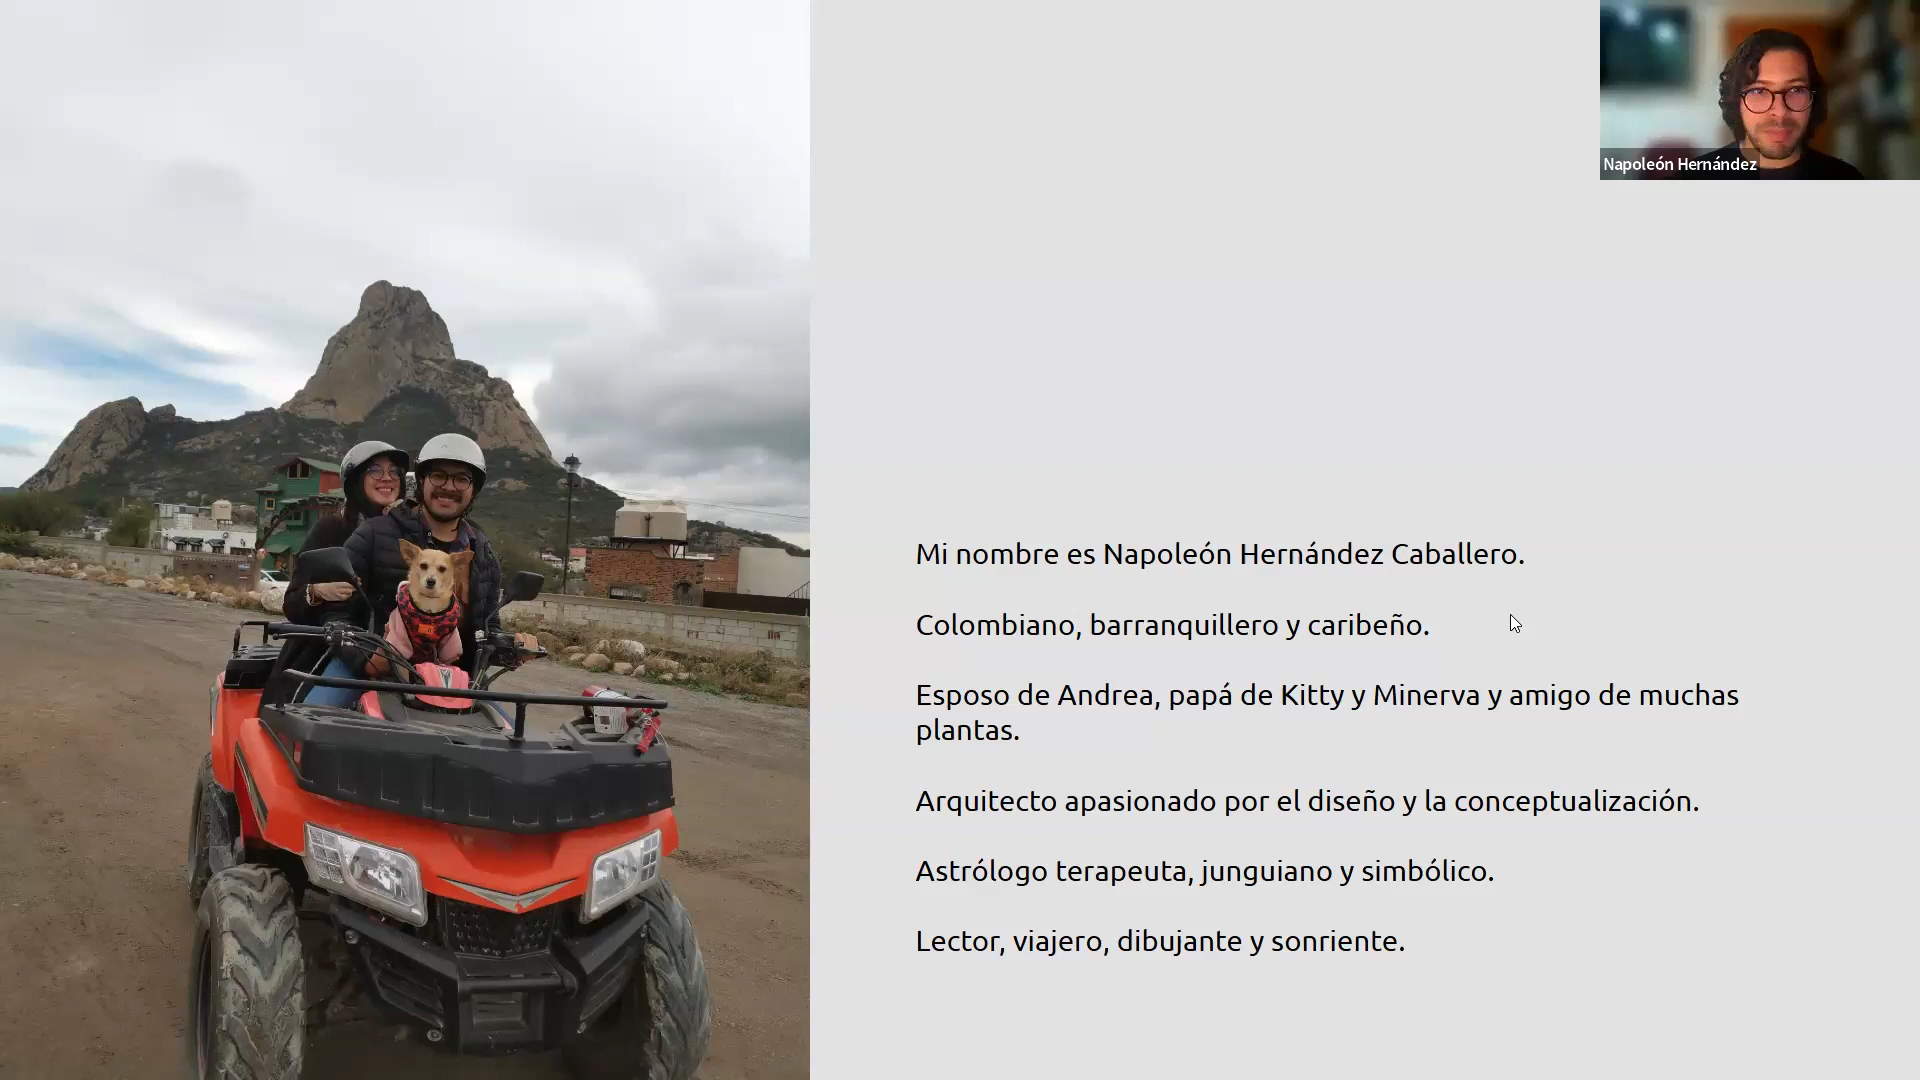 Napoleón Hernández
Mi nombre es Napoleón Hernández Caballero.
Colombiano, barranquillero y caribeño.
Esposo de Andrea, papá de Kitty y Minerva y amigo de muchas
plantas.
Arquitecto apasionado por el diseño y la conceptualización.
Astrólogo terapeuta, junguiano y simbólico.
Lector, viajero, dibujante y sonriente.